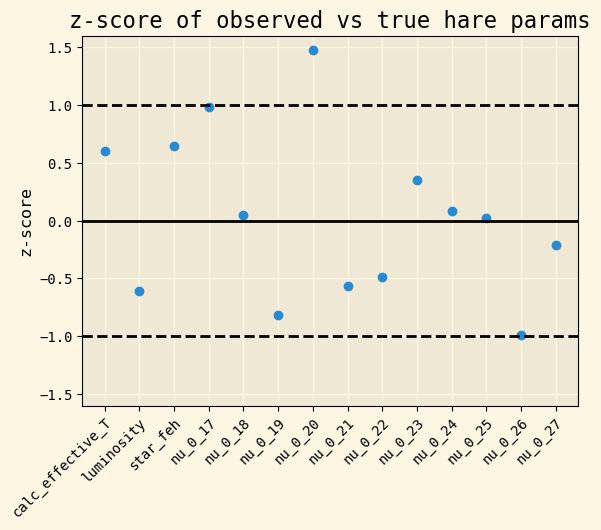 z-score of observed vs true hare params
z-score
1.5
1.0
0.5
0.0
−0.5
−1.0
−1.5
calc_effective_T
luminosity
star_feh
nu_0_17
nu_0_18
nu_0_19
nu_0_20
nu_0_21
nu_0_22
nu_0_23
nu_0_24
nu_0_25
nu_0_26
nu_0_27